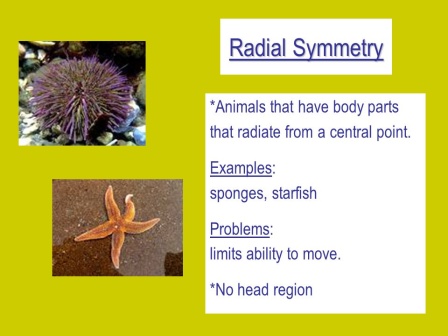 Radial Symmetry
*Animals that have body parts
that radiate from a central point.
Examples:
sponges, starfish
Problems:
limits ability to move.
*No head region